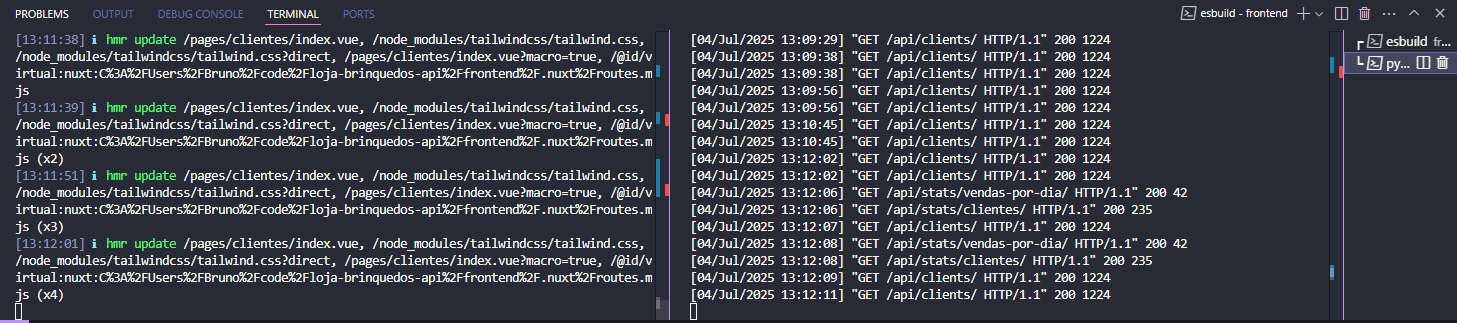 PROBLEMS OUTPUT DEBUG CONSOLE TERMINAL PORTS
esbuild - frontend
[13:11:38] i hmr update /pages/clientes/index.vue, /node_modules/tailwindcss/tailwind.css,
/node_modules/tailwindcss/tailwind.css?direct, /pages/clientes/index.vue?macro=true, /@id/v
irtual:nuxt:C%3A%2FUsers%2FBruno%2Fcode%2Floja-brinquedos-api%2Ffrontend%2F.nuxt%2Froutes.m
js
[13:11:39] i hmr update /pages/clientes/index.vue, /node_modules/tailwindcss/tailwind.css,
/node_modules/tailwindcss/tailwind.css?direct, /pages/clientes/index.vue?macro=true, /@id/v
irtual:nuxt:C%3A%2FUsers%2FBruno%2Fcode%2Floja-brinquedos-api%2Ffrontend%2F.nuxt%2Froutes.m
js (x2)
[13:11:51] i hmr update /pages/clientes/index.vue, /node_modules/tailwindcss/tailwind.css,
/node_modules/tailwindcss/tailwind.css?direct, /pages/clientes/index.vue?macro=true, /@id/v
irtual:nuxt:C%3A%2FUsers%2FBruno%2Fcode%2Floja-brinquedos-api%2Ffrontend%2F.nuxt%2Froutes.m
js (x3)
[13:12:01] i hmr update /pages/clientes/index.vue, /node_modules/tailwindcss/tailwind.css,
/node_modules/tailwindcss/tailwind.css?direct, /pages/clientes/index.vue?macro=true, /@id/v
irtual:nuxt:C%3A%2FUsers%2FBruno%2Fcode%2Floja-brinquedos-api%2Ffrontend%2F.nuxt%2Froutes.m
js (x4)
[04/Jul/2025 13:09:29] "GET /api/clients/ HTTP/1.1" 200 1224
[04/Jul/2025 13:09:38] "GET /api/clients/ HTTP/1.1" 200 1224
[04/Jul/2025 13:09:38] "GET /api/clients/ HTTP/1.1" 200 1224
[04/Jul/2025 13:09:56] "GET /api/clients/ HTTP/1.1" 200 1224
[04/Jul/2025 13:09:56] "GET /api/clients/ HTTP/1.1" 200 1224
[04/Jul/2025 13:10:45] "GET /api/clients/ HTTP/1.1" 200 1224
[04/Jul/2025 13:10:45] "GET /api/clients/ HTTP/1.1" 200 1224
[04/Jul/2025 13:12:02] "GET /api/clients/ HTTP/1.1" 200 1224
[04/Jul/2025 13:12:02] "GET /api/clients/ HTTP/1.1" 200 1224
[04/Jul/2025 13:12:06] "GET /api/stats/vendas-por-dia/ HTTP/1.1" 200 42
[04/Jul/2025 13:12:06] "GET /api/stats/clientes/ HTTP/1.1" 200 235
[04/Jul/2025 13:12:07] "GET /api/clients/ HTTP/1.1" 200 1224
[04/Jul/2025 13:12:08] "GET /api/stats/vendas-por-dia/ HTTP/1.1" 200 42
[04/Jul/2025 13:12:08] "GET /api/stats/clientes/ HTTP/1.1" 200 235
[04/Jul/2025 13:12:09] "GET /api/clients/ HTTP/1.1" 200 1224
[04/Jul/2025 13:12:11] "GET /api/clients/ HTTP/1.1" 200 1224
esbuild fr...
py...